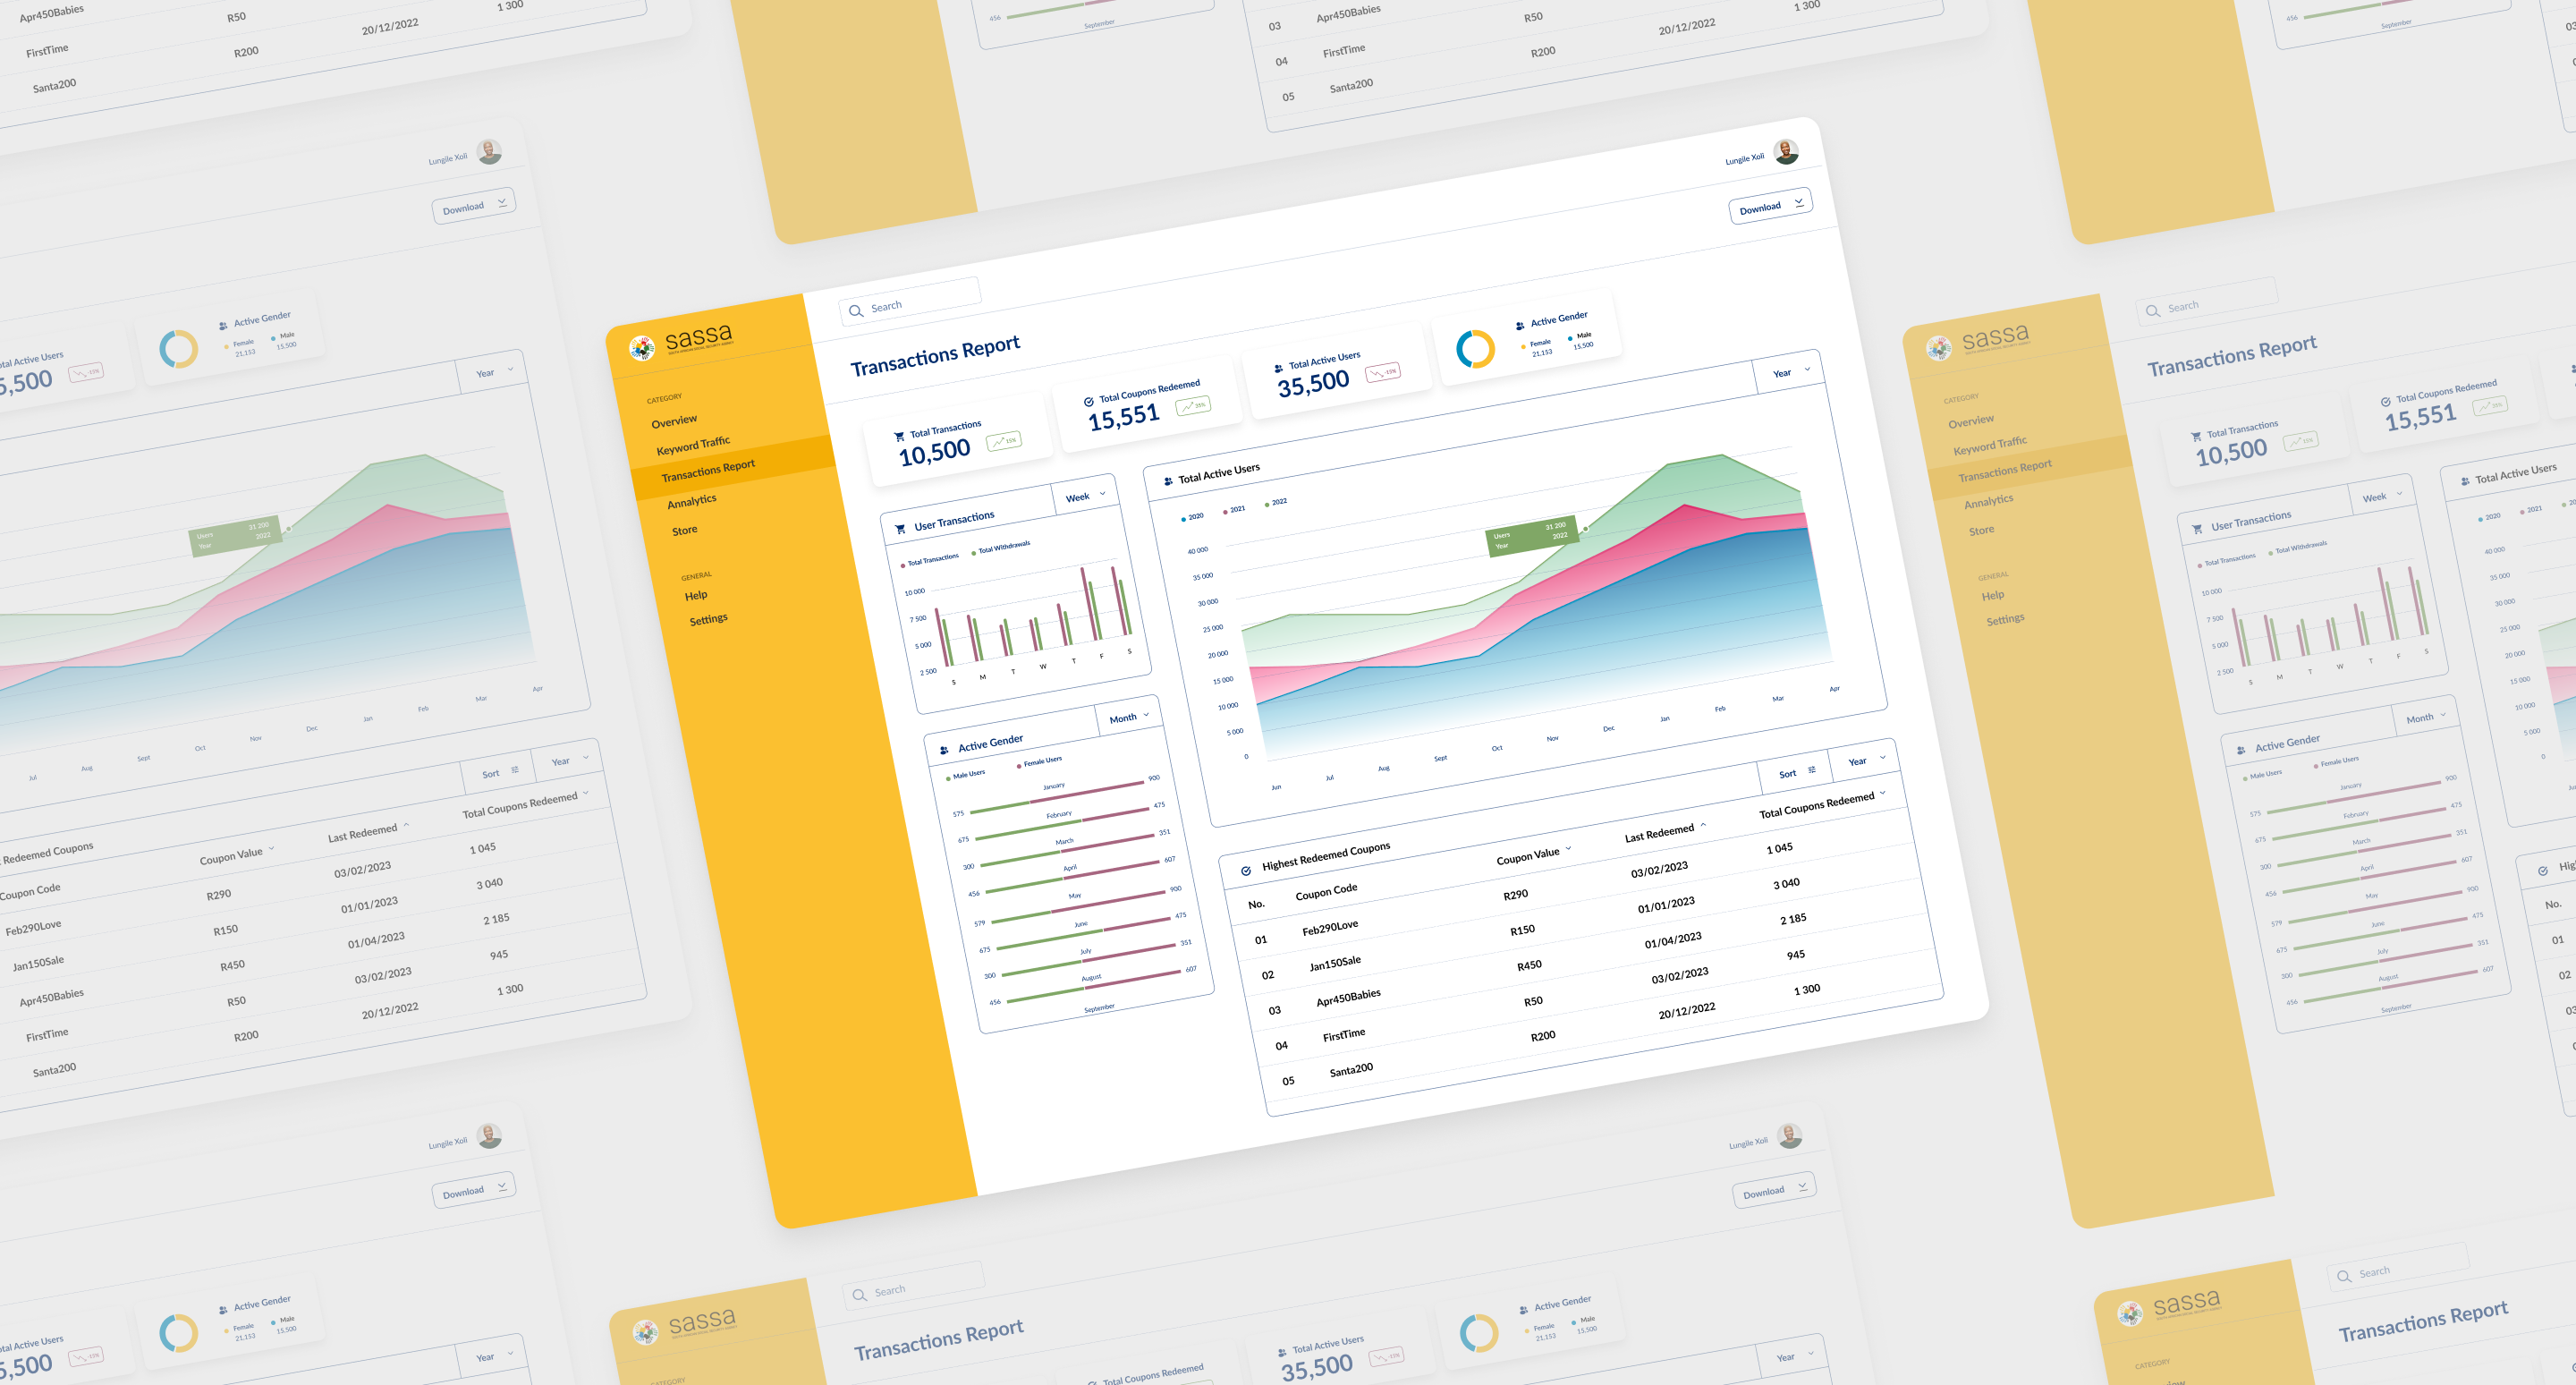 Lungile Xoli
Download
Search
sassa
SOUTH AFRICAN SOCIAL SECURITY AGENCY
Transactions Report
CATEGORY
Overview
Keyword Traffic
Transactions Report
Annalytics
Store
GENERAL
Help
Settings
Total Transactions
10,500
15%
Total Coupons Redeemed
15,551
Total Active Users
35,500
-15%
Active Gender
Female
21,153
Male
15,500
User Transactions
Week
Total Transactions
Total Withdrawals
10 000
7 500
5 000
2 500
S M T W T F S
Active Gender
Month
Male Users
Female Users
January
575 900
February
675 475
March
300 351
April
456 607
May
579 900
June
675 475
July
300 351
August
456 607
September
Total Active Users
Year
2020
2021
2022
40 000
35 000
30 000
25 000
20 000
15 000
10 000
5 000
0
Users 31 200
Year 2022
Jun Jul Aug Sept Oct Nov Dec Jan Feb Mar Apr
Highest Redeemed Coupons
Sort
Year
No. Coupon Code Coupon Value Last Redeemed Total Coupons Redeemed
01 Feb290Love R290 03/02/2023 1 045
02 Jan150Sale R150 01/01/2023 3 040
03 Apr450Babies R450 01/04/2023 2 185
04 FirstTime R50 03/02/2023 945
05 Santa200 R200 20/12/2022 1 300